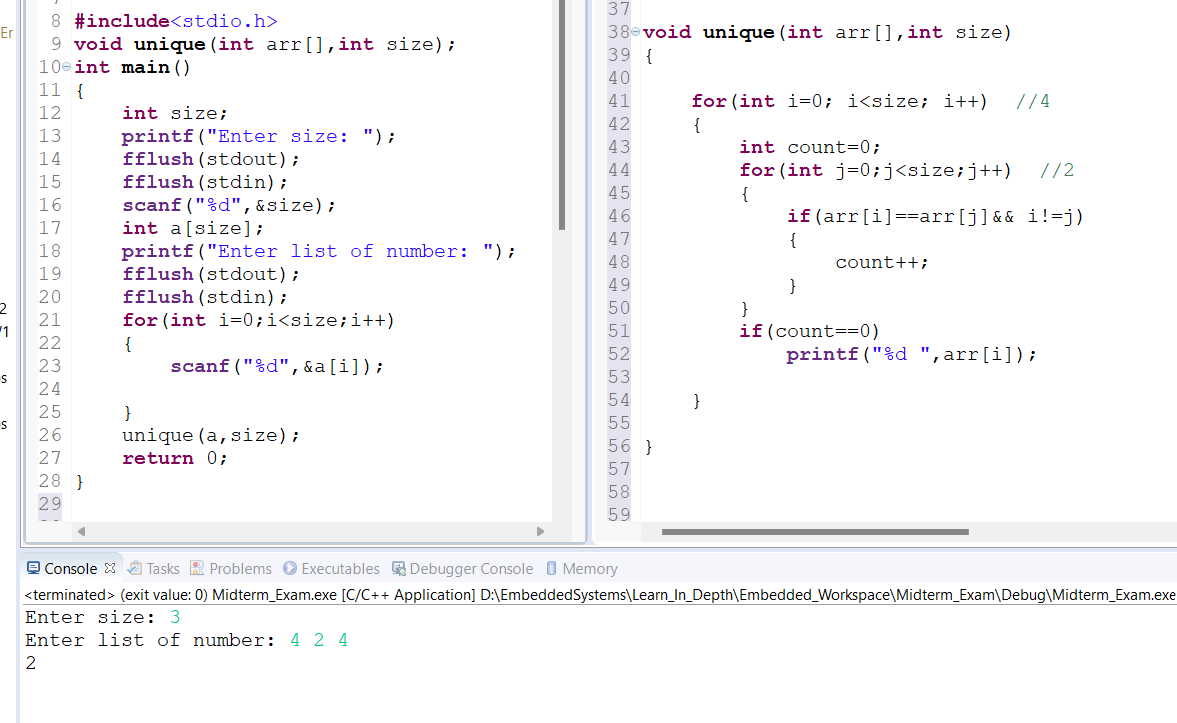 Er
2
/1
os
s
8 #include<stdio.h>
9 void unique(int arr[],int size);
10 int main()
11 {
12 int size;
13 printf("Enter size: ");
14 fflush(stdout);
15 fflush(stdin);
16 scanf("%d",&size);
17 int a[size];
18 printf("Enter list of number: ");
19 fflush(stdout);
20 fflush(stdin);
21 for(int i=0;i<size;i++)
22 {
23 scanf("%d",&a[i]);
24
25 }
26 unique(a,size);
27 return 0;
28 }
29
37
38 void unique(int arr[],int size)
39 {
40
41 for(int i=0; i<size; i++) //4
42 {
43 int count=0;
44 for(int j=0;j<size;j++) //2
45 {
46 if(arr[i]==arr[j]&& i!=j)
47 {
48 count++;
49 }
50 }
51 if(count==0)
52 printf("%d ",arr[i]);
53
54 }
55
56 }
57
58
59
Console Tasks Problems Executables Debugger Console Memory
<terminated> (exit value: 0) Midterm_Exam.exe [C/C++ Application] D:\EmbeddedSystems\Learn_In_Depth\Embedded_Workspace\Midterm_Exam\Debug\Midterm_Exam.exe
Enter size: 3
Enter list of number: 4 2 4
2